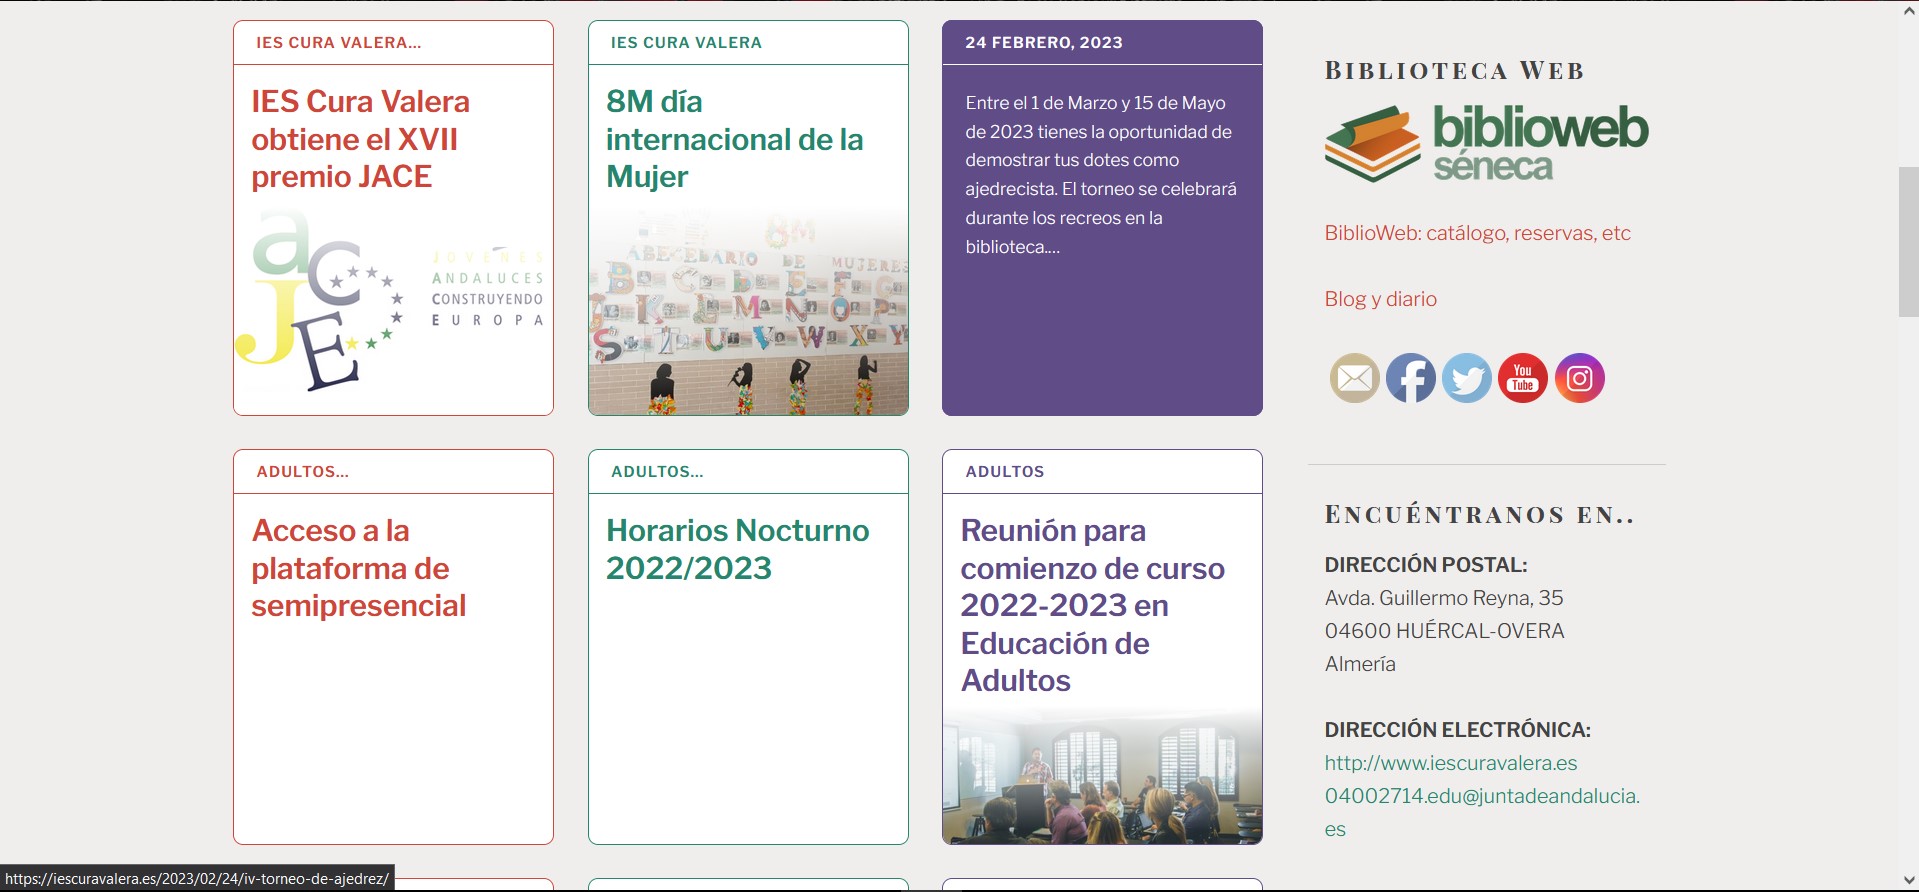 IES CURA VALERA...
IES Cura Valera
obtiene el XVII
premio JACE
aCJE
JÓVENES
ANDALUCES
CONSTRUYENDO
EUROPA
IES CURA VALERA
8M día
internacional de la
Mujer
8M
ABECEDARIO DE MUJERES
24 FEBRERO, 2023
Entre el 1 de Marzo y 15 de Mayo
de 2023 tienes la oportunidad de
demostrar tus dotes como
ajedrecista. El torneo se celebrará
durante los recreos en la
biblioteca....
ADULTOS...
Acceso a la
plataforma de
semipresencial
ADULTOS...
Horarios Nocturno
2022/2023
ADULTOS
Reunión para
comienzo de curso
2022-2023 en
Educación de
Adultos
Biblioteca Web
biblioweb
séneca
BiblioWeb: catálogo, reservas, etc
Blog y diario
You
Tube
Encuéntranos en..
DIRECCIÓN POSTAL:
Avda. Guillermo Reyna, 35
04600 HUÉRCAL-OVERA
Almería
DIRECCIÓN ELECTRÓNICA:
http://www.iescuravalera.es
04002714.edu@juntadeandalucia.
es
https://iescuravalera.es/2023/02/24/iv-torneo-de-ajedrez/